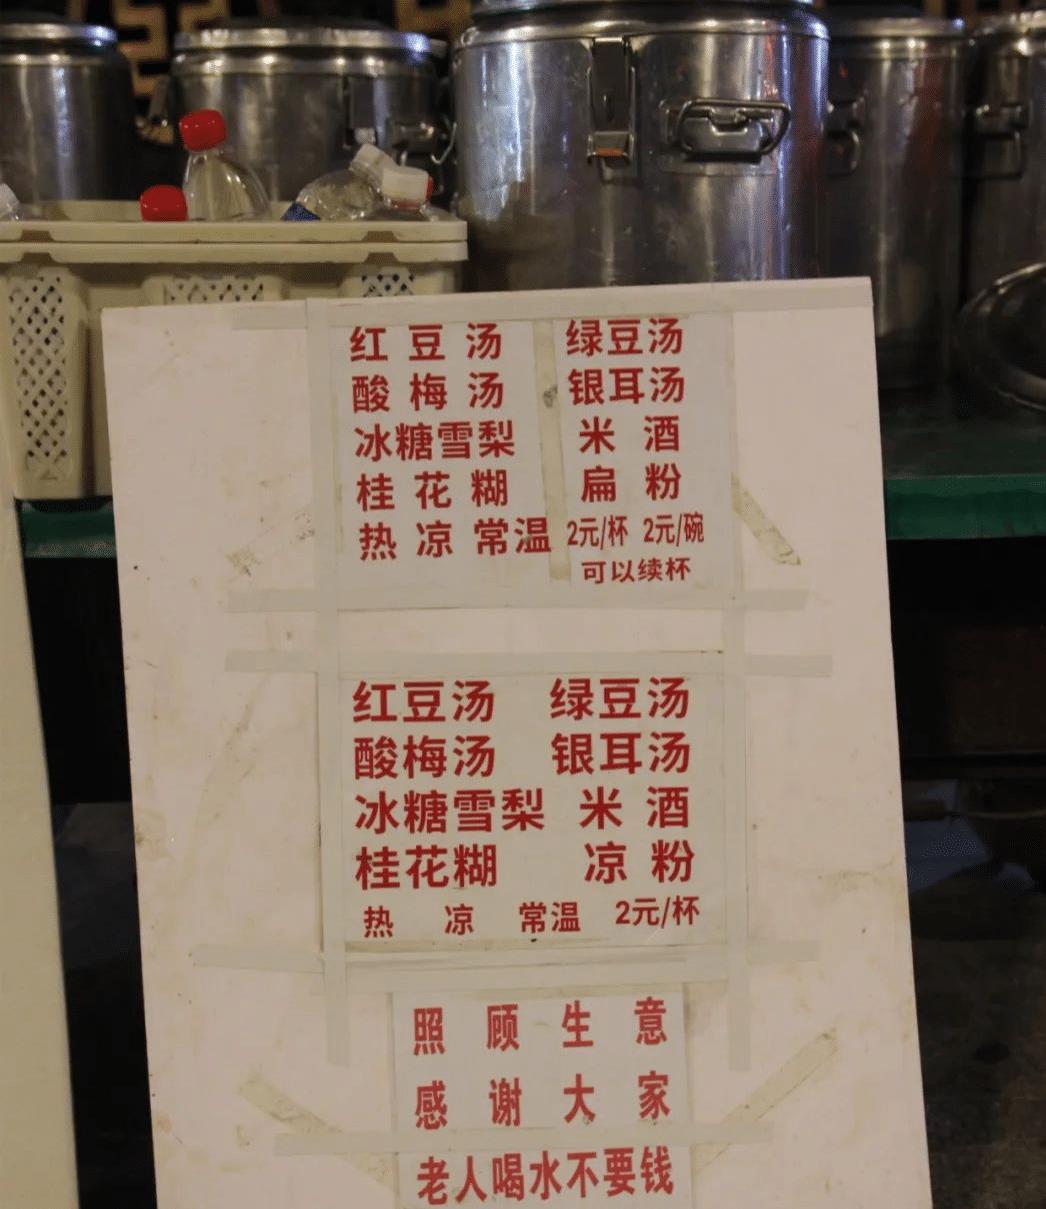 红豆汤 绿豆汤
酸梅汤 银耳汤
冰糖雪梨 米酒
桂花糊 扁粉
热 凉 常温 2元/杯 2元/碗
可以续杯
红豆汤 绿豆汤
酸梅汤 银耳汤
冰糖雪梨 米酒
桂花糊 凉粉
热 凉 常温 2元/杯
照顾生意
感谢大家
老人喝水不要钱